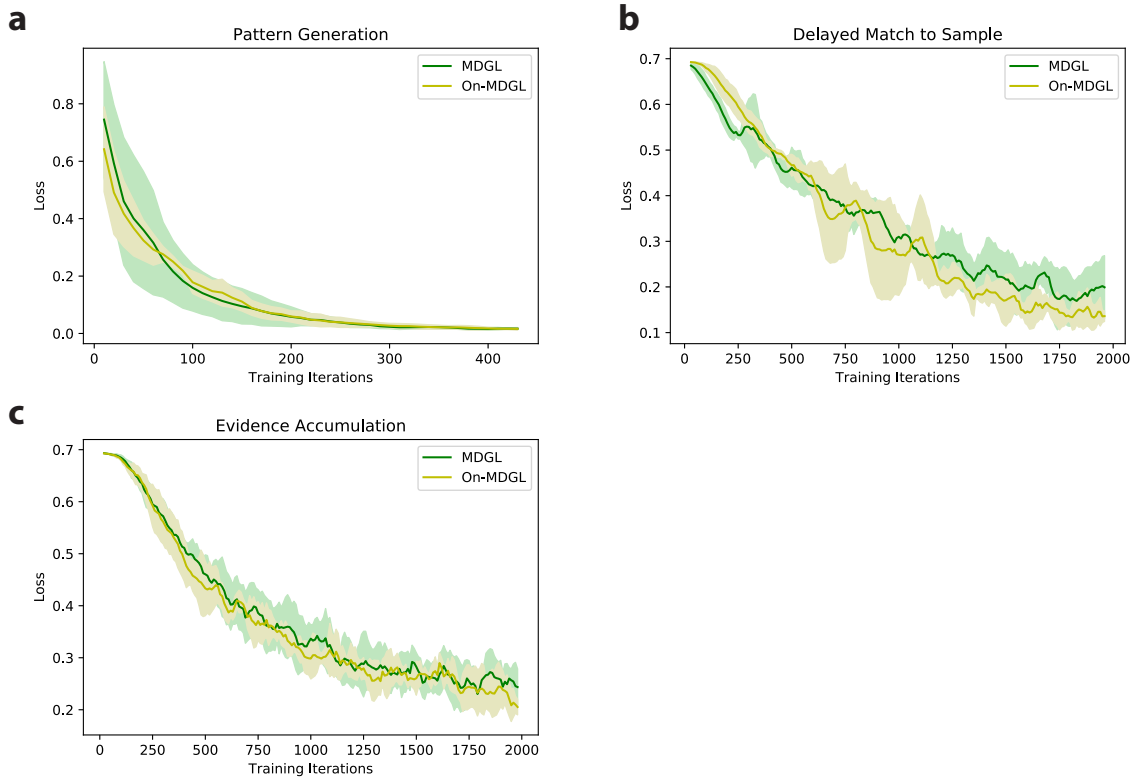 a
Pattern Generation
MDGL
On-MDGL
Loss
0.8
0.6
0.4
0.2
0.0
0 100 200 300 400
Training Iterations
b
Delayed Match to Sample
MDGL
On-MDGL
Loss
0.7
0.6
0.5
0.4
0.3
0.2
0.1
0 250 500 750 1000 1250 1500 1750 2000
Training Iterations
c
Evidence Accumulation
MDGL
On-MDGL
Loss
0.7
0.6
0.5
0.4
0.3
0.2
0 250 500 750 1000 1250 1500 1750 2000
Training Iterations